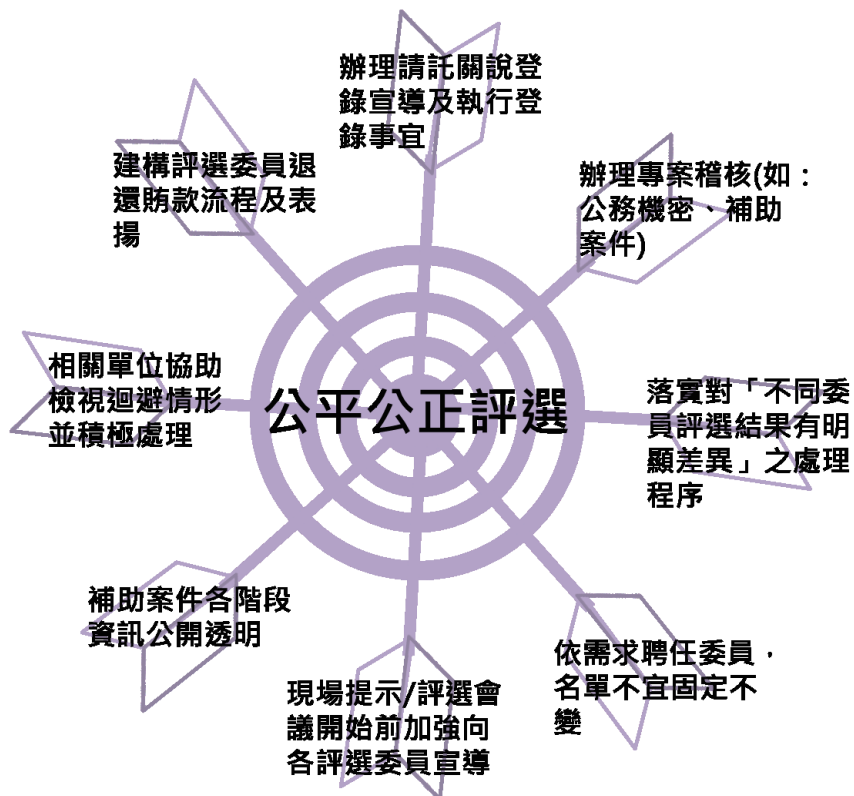 辦理請託關說登
錄宣導及執行登
錄事宜
建構評選委員退
還賄款流程及表
揚
辦理專案稽核(如：
公務機密、補助
案件)
相關單位協助
檢視迴避情形
並積極處理
公平公正評選
落實對「不同委
員評選結果有明
顯差異」之處理
程序
補助案件各階段
資訊公開透明
依需求聘任委員，
名單不宜固定不
變
現場提示/評選會
議開始前加強向
各評選委員宣導